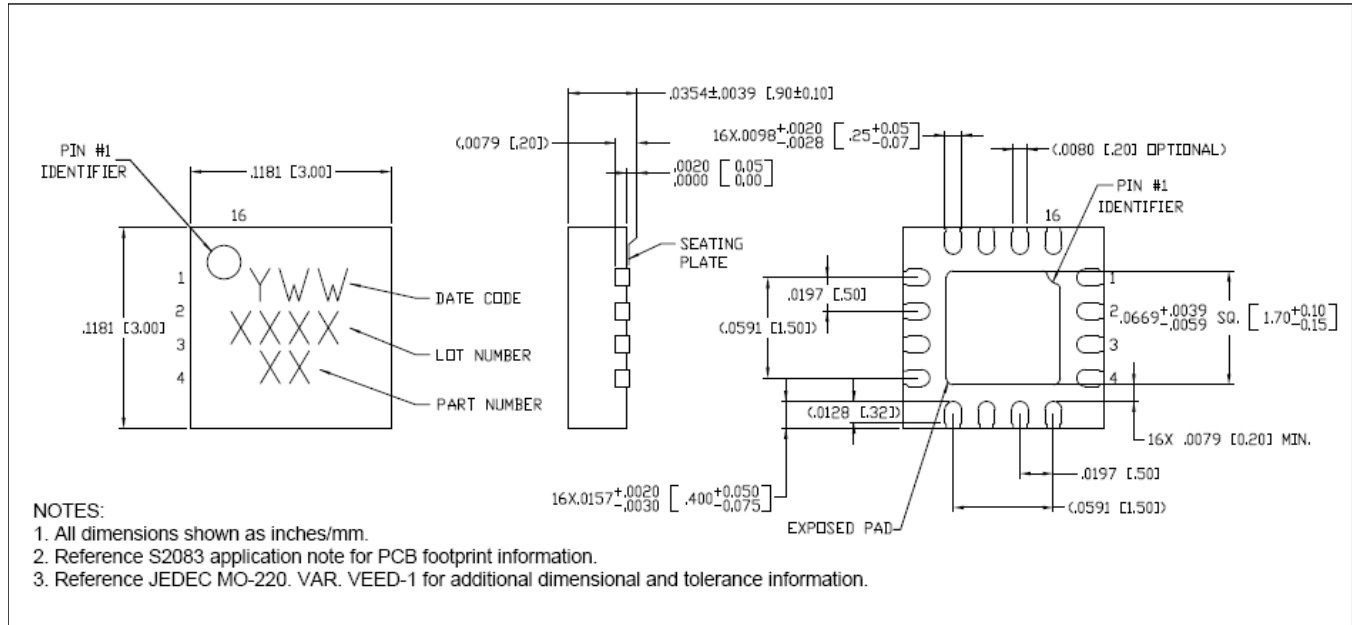 PIN #1
IDENTIFIER
.1181 [3.00]
16
1
2
3
4
.1181 [3.00]
YWW
XXXX
XX
DATE CODE
LOT NUMBER
PART NUMBER
.0354±.0039 [.90±0.10]
(.0079 [.20])
.0020 [0.05]
.0000 [0.00]
SEATING
PLATE
16X.0098+.0020 -.0028 [.25+0.05 -0.07]
(.0080 [.20] OPTIONAL)
PIN #1
IDENTIFIER
16
1
2
3
4
.0197 [.50]
(.0591 [1.50])
.0669+.0039 -.0059 SQ. [1.70+0.10 -0.15]
(.0128 [.32])
16X .0079 [0.20] MIN.
.0197 [.50]
(.0591 [1.50])
16X.0157+.0020 -.0030 [.400+0.050 -0.075]
EXPOSED PAD
NOTES:
1. All dimensions shown as inches/mm.
2. Reference S2083 application note for PCB footprint information.
3. Reference JEDEC MO-220. VAR. VEED-1 for additional dimensional and tolerance information.